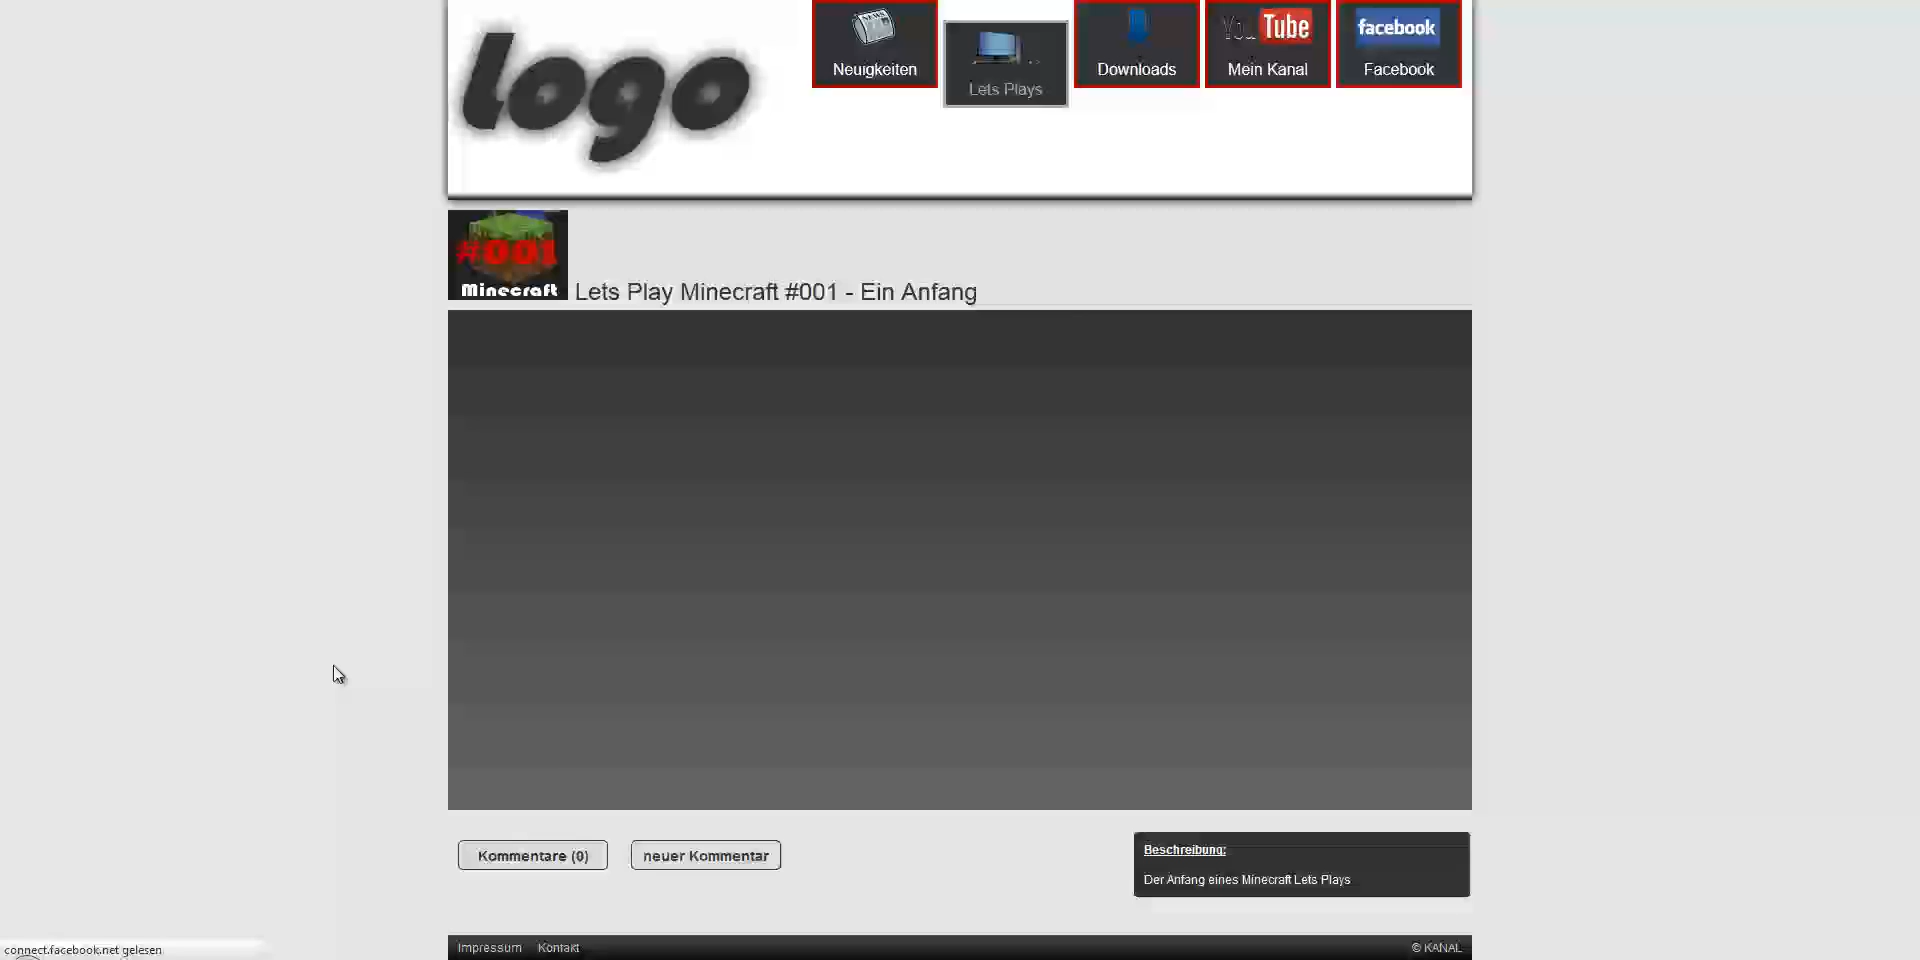 logo
NEWS
Neuigkeiten
Lets Plays
Downloads
You Tube
Mein Kanal
facebook
Facebook
#001
Minecraft
Lets Play Minecraft #001 - Ein Anfang
Kommentare (0)
neuer Kommentar
Beschreibung:
Der Anfang eines Minecraft Lets Plays
connect.facebook.net gelesen
Impressum
Kontakt
© KANAL